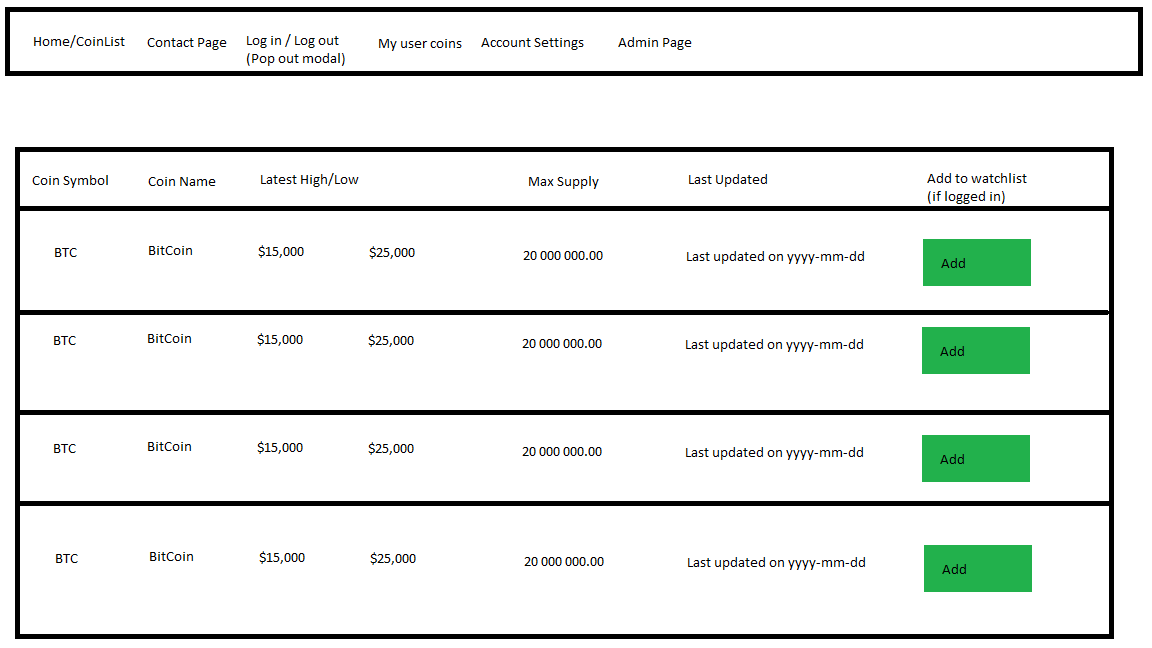 Home/CoinList Contact Page Log in / Log out My user coins Account Settings Admin Page
(Pop out modal)
Coin Symbol Coin Name Latest High/Low Max Supply Last Updated Add to watchlist
(if logged in)
BTC BitCoin $15,000 $25,000 20 000 000.00 Last updated on yyyy-mm-dd Add
BTC BitCoin $15,000 $25,000 20 000 000.00 Last updated on yyyy-mm-dd Add
BTC BitCoin $15,000 $25,000 20 000 000.00 Last updated on yyyy-mm-dd Add
BTC BitCoin $15,000 $25,000 20 000 000.00 Last updated on yyyy-mm-dd Add